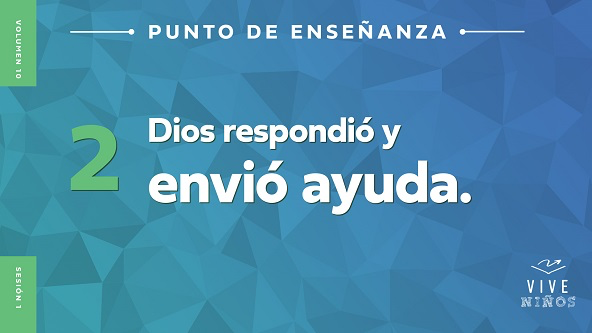 VOLUMEN 10
PUNTO DE ENSEÑANZA
2
Dios respondió y
envió ayuda.
SESIÓN 1
VIVE
NIÑOS